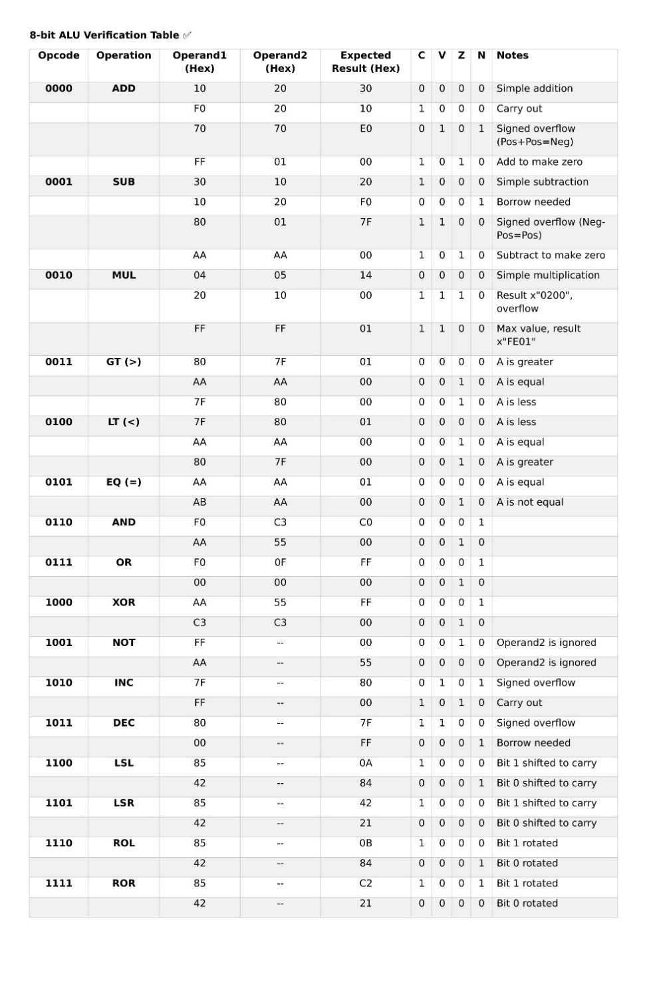 8-bit ALU Verification Table ✅
Opcode Operation Operand1 (Hex) Operand2 (Hex) Expected Result (Hex) C V Z N Notes
0000 ADD 10 20 30 0 0 0 0 Simple addition
F0 20 10 1 0 0 0 Carry out
70 70 E0 0 1 0 1 Signed overflow (Pos+Pos=Neg)
FF 01 00 1 0 1 0 Add to make zero
0001 SUB 30 10 20 1 0 0 0 Simple subtraction
10 20 F0 0 0 0 1 Borrow needed
80 01 7F 1 1 0 0 Signed overflow (Neg-Pos=Pos)
AA AA 00 1 0 1 0 Subtract to make zero
0010 MUL 04 05 14 0 0 0 0 Simple multiplication
20 10 00 1 1 1 0 Result x"0200", overflow
FF FF 01 1 1 0 0 Max value, result x"FE01"
0011 GT (>) 80 7F 01 0 0 0 0 A is greater
AA AA 00 0 0 1 0 A is equal
7F 80 00 0 0 1 0 A is less
0100 LT (<) 7F 80 01 0 0 0 0 A is less
AA AA 00 0 0 1 0 A is equal
80 7F 00 0 0 1 0 A is greater
0101 EQ (=) AA AA 01 0 0 0 0 A is equal
AB AA 00 0 0 1 0 A is not equal
0110 AND F0 C3 C0 0 0 0 1
AA 55 00 0 0 1 0
0111 OR F0 0F FF 0 0 0 1
00 00 00 0 0 1 0
1000 XOR AA 55 FF 0 0 0 1
C3 C3 00 0 0 1 0
1001 NOT FF -- 00 0 0 1 0 Operand2 is ignored
AA -- 55 0 0 0 0 Operand2 is ignored
1010 INC 7F -- 80 0 1 0 1 Signed overflow
FF -- 00 1 0 1 0 Carry out
1011 DEC 80 -- 7F 1 1 0 0 Signed overflow
00 -- FF 0 0 0 1 Borrow needed
1100 LSL 85 -- 0A 1 0 0 0 Bit 1 shifted to carry
42 -- 84 0 0 0 1 Bit 0 shifted to carry
1101 LSR 85 -- 42 1 0 0 0 Bit 1 shifted to carry
42 -- 21 0 0 0 0 Bit 0 shifted to carry
1110 ROL 85 -- 0B 1 0 0 0 Bit 1 rotated
42 -- 84 0 0 0 1 Bit 0 rotated
1111 ROR 85 -- C2 1 0 0 1 Bit 1 rotated
42 -- 21 0 0 0 0 Bit 0 rotated